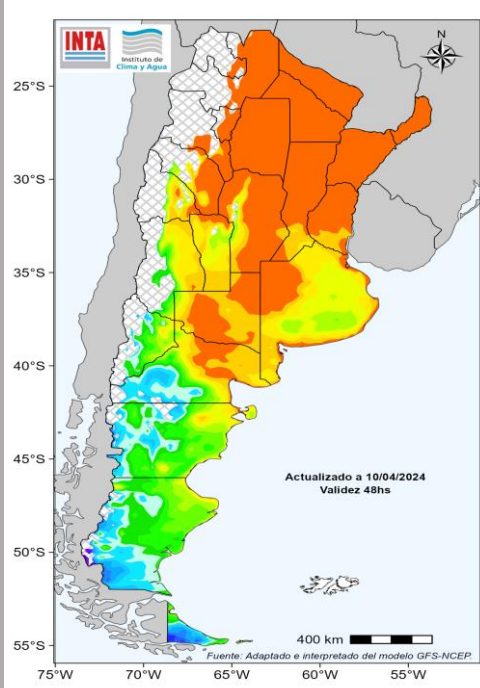 INTA
Instituto de
Clima y Agua
N
25°S
30°S
35°S
40°S
45°S
50°S
55°S
Actualizado a 10/04/2024
Validez 48hs
400 km
Fuente: Adaptado e interpretado del modelo GFS-NCEP.
75°W
70°W
65°W
60°W
55°W